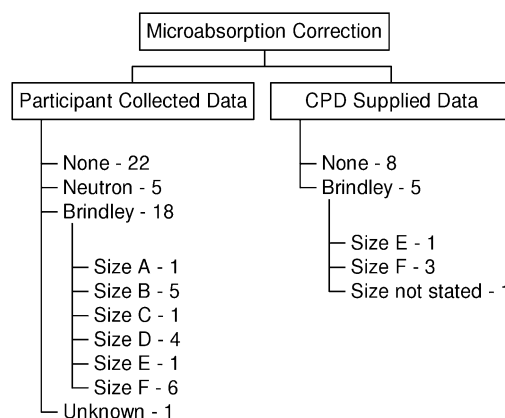 Microabsorption Correction
Participant Collected Data
None - 22
Neutron - 5
Brindley - 18
Size A - 1
Size B - 5
Size C - 1
Size D - 4
Size E - 1
Size F - 6
Unknown - 1
CPD Supplied Data
None - 8
Brindley - 5
Size E - 1
Size F - 3
Size not stated - 1